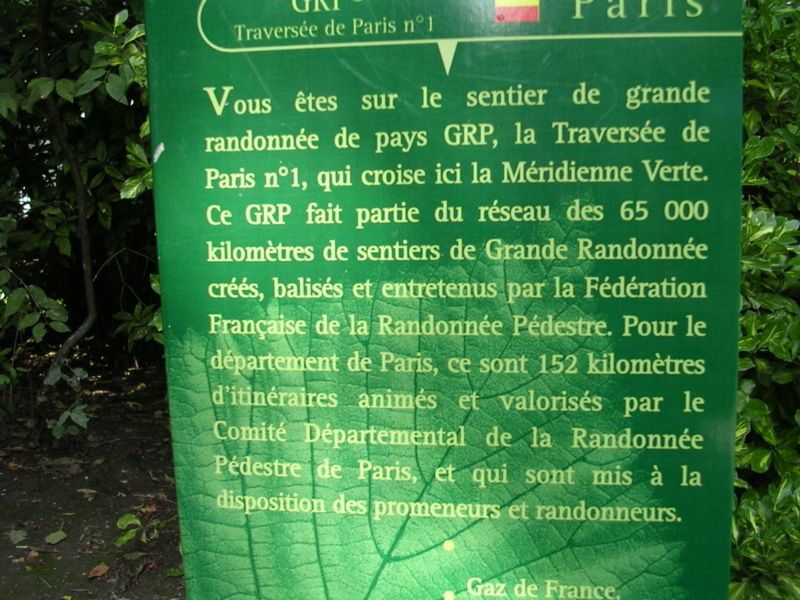 GRP
Paris
Traversée de Paris n°1
Vous êtes sur le sentier de grande
randonnée de pays GRP, la Traversée de
Paris n°1, qui croise ici la Méridienne Verte.
Ce GRP fait partie du réseau des 65 000
kilomètres de sentiers de Grande Randonnée
créés, balisés et entretenus par la Fédération
Française de la Randonnée Pédestre. Pour le
département de Paris, ce sont 152 kilomètres
d'itinéraires animés et valorisés par le
Comité Départemental de la Randonnée
Pédestre de Paris, et qui sont mis à la
disposition des promeneurs et randonneurs.
Gaz de France,